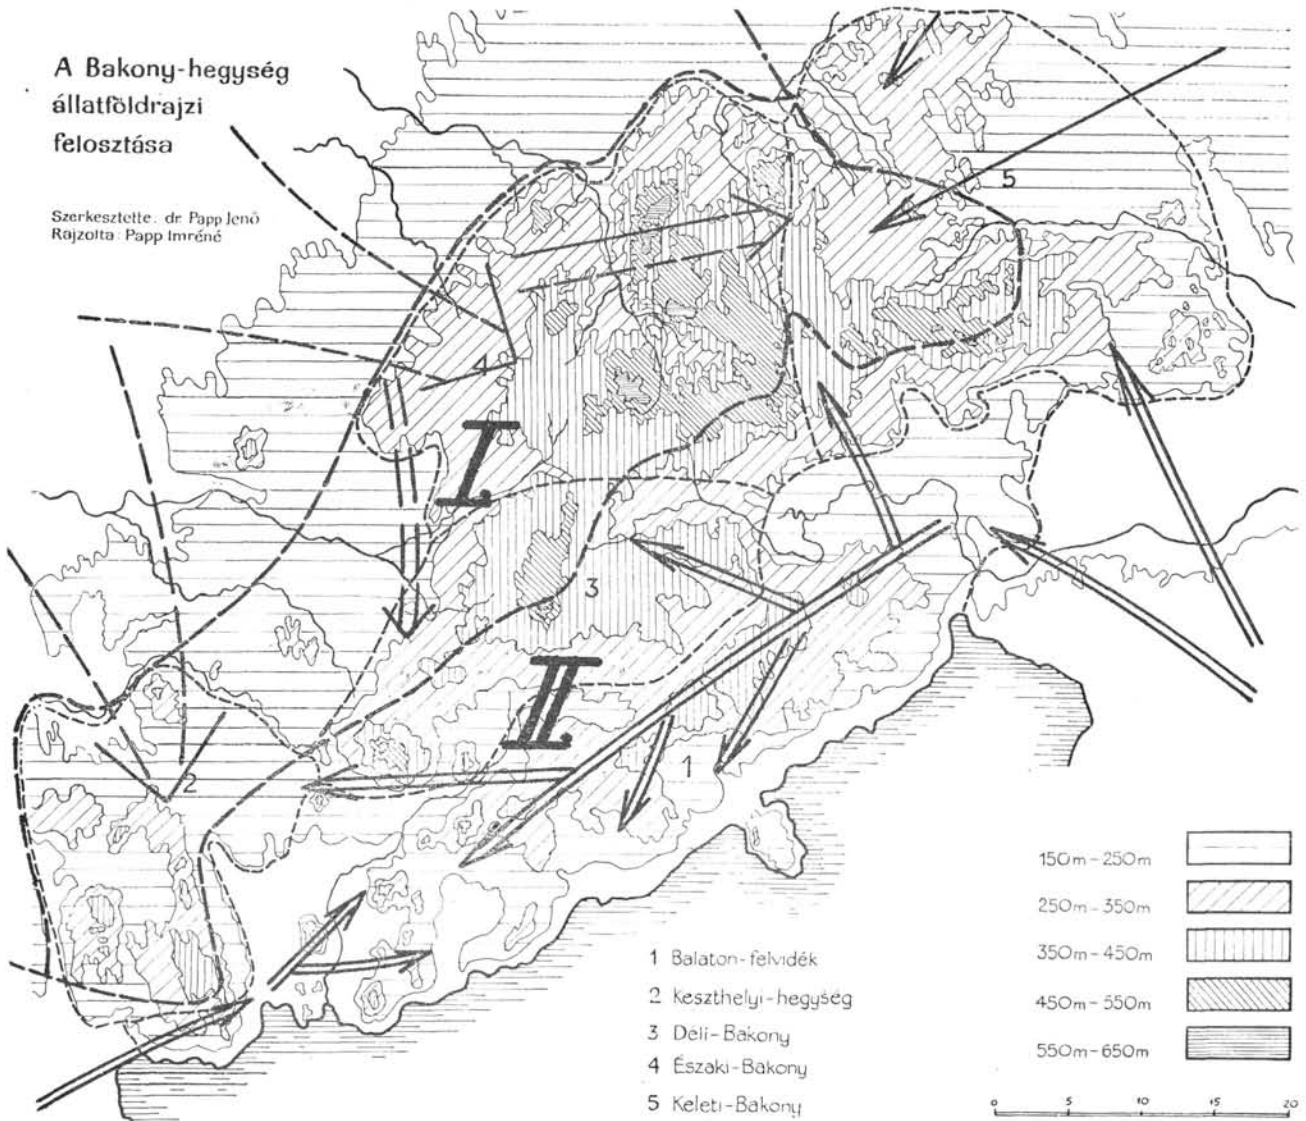 A Bakony-hegység
állatföldrajzi
felosztása
Szerkesztette: dr. Papp Jenő
Rajzolta: Papp Imréné
5
4
I.
3
II.
2
1
150m-250m
250m-350m
350m-450m
450m-550m
550m-650m
1 Balaton-felvidék
2 Keszthelyi-hegység
3 Déli-Bakony
4 Északi-Bakony
5 Keleti-Bakony
0 5 10 15 20